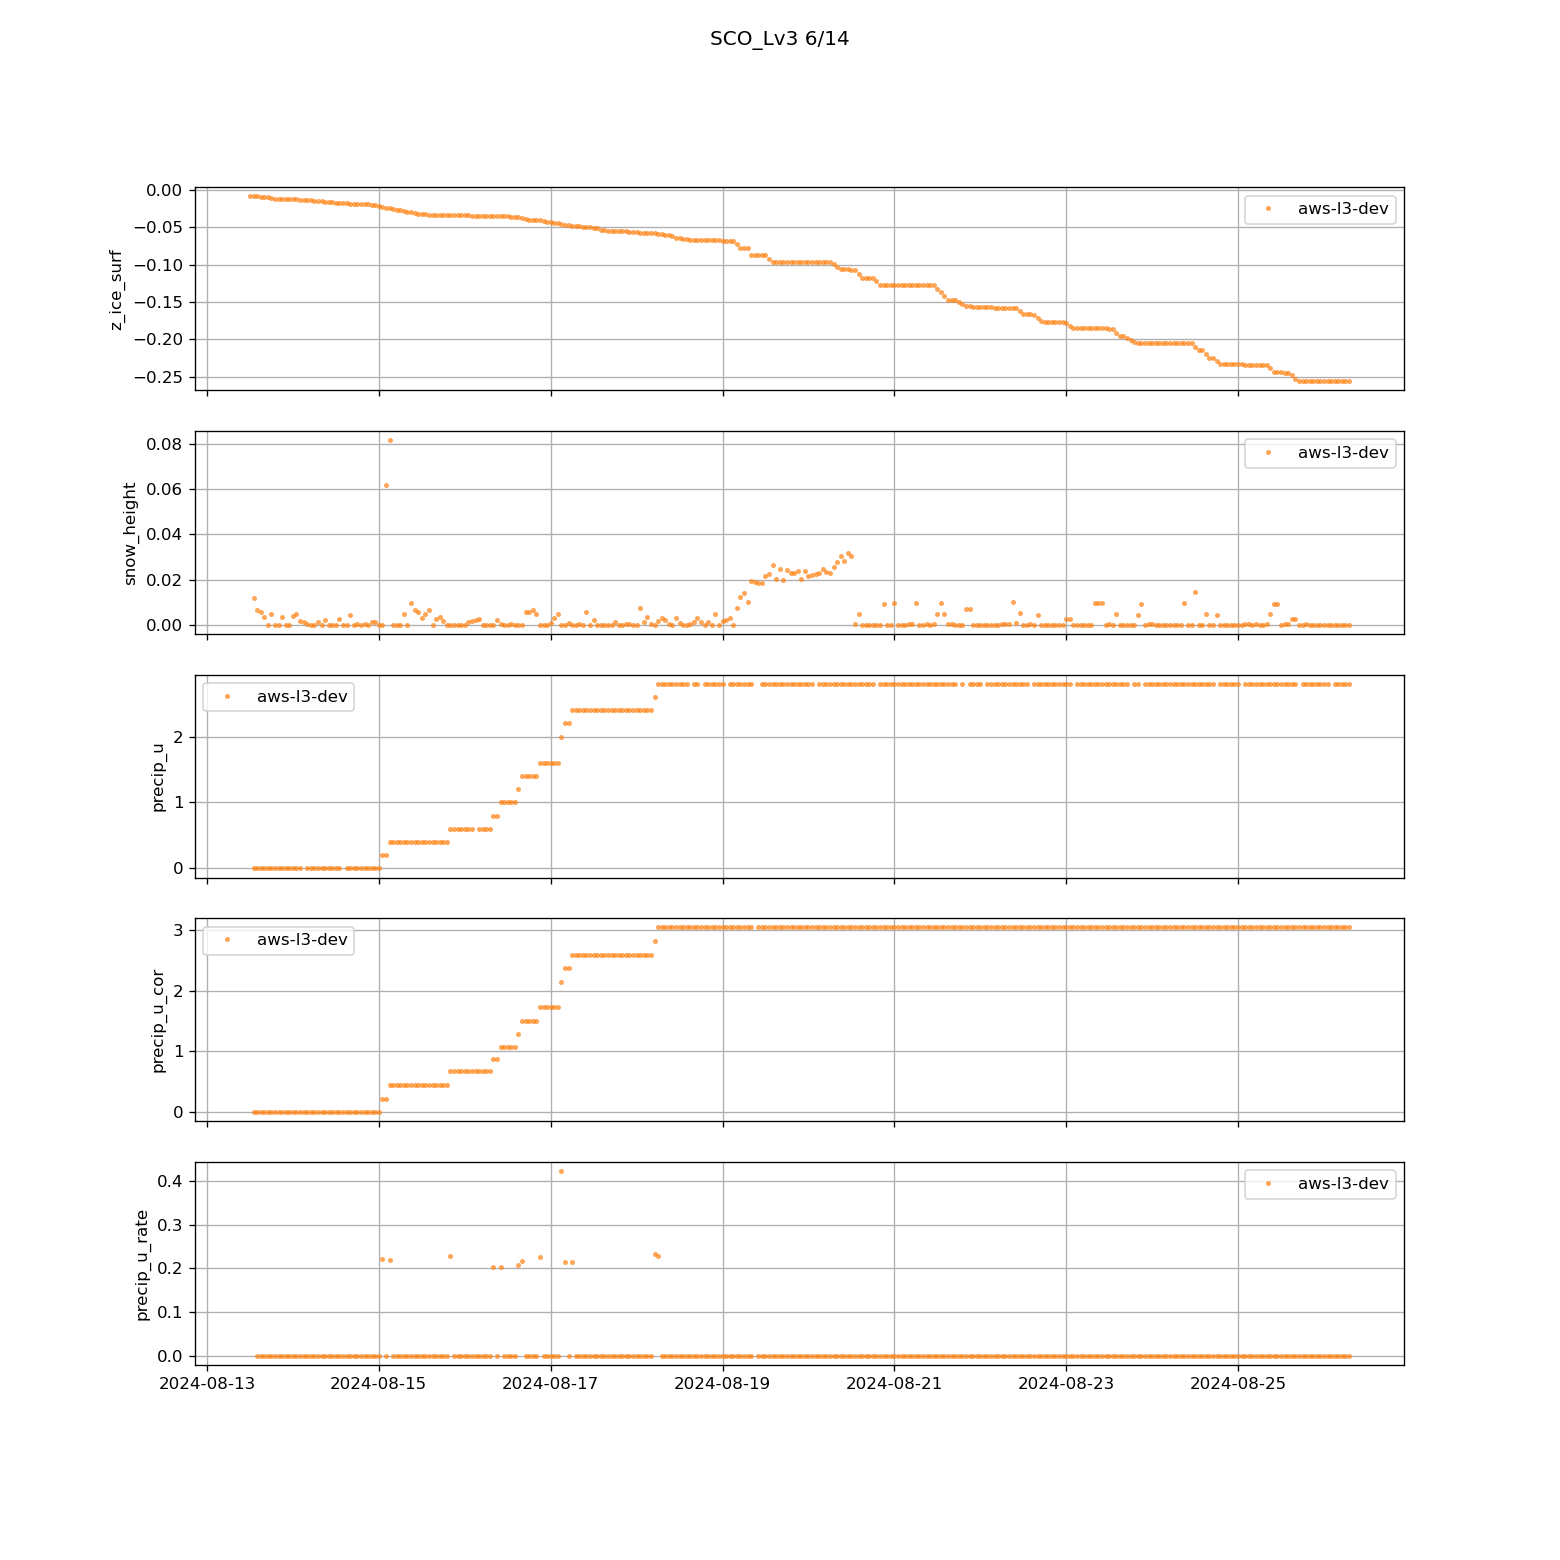 SCO_Lv3 6/14
0.00
−0.05
−0.10
−0.15
−0.20
−0.25
z_ice_surf
aws-l3-dev
0.08
0.06
0.04
0.02
0.00
snow_height
aws-l3-dev
2
1
0
precip_u
aws-l3-dev
3
2
1
0
precip_u_cor
aws-l3-dev
0.4
0.3
0.2
0.1
0.0
precip_u_rate
aws-l3-dev
2024-08-13 2024-08-15 2024-08-17 2024-08-19 2024-08-21 2024-08-23 2024-08-25